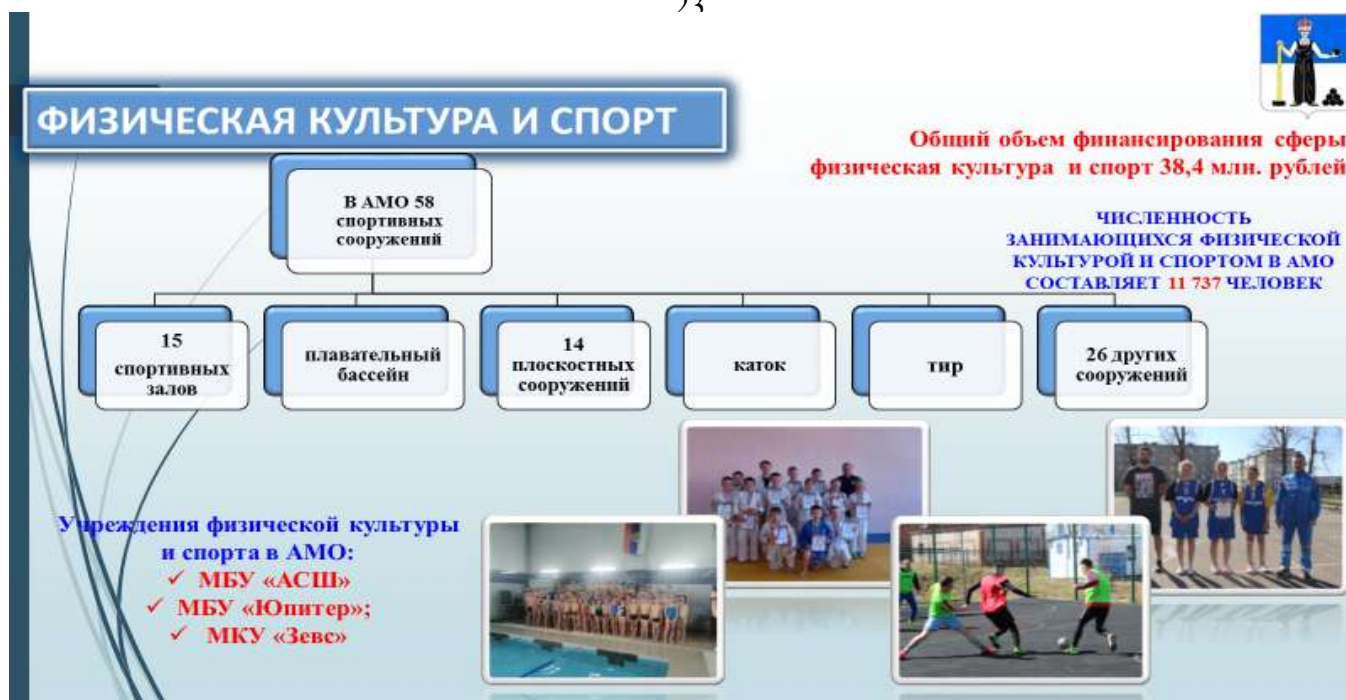 23
ФИЗИЧЕСКАЯ КУЛЬТУРА И СПОРТ
Общий объем финансирования сферы
физическая культура и спорт 38,4 млн. рублей
В АМО 58
спортивных
сооружений
ЧИСЛЕННОСТЬ
ЗАНИМАЮЩИХСЯ ФИЗИЧЕСКОЙ
КУЛЬТУРОЙ И СПОРТОМ В АМО
СОСТАВЛЯЕТ 11 737 ЧЕЛОВЕК
15
спортивных
залов
плавательный
бассейн
14
плоскостных
сооружений
каток
тир
26 других
сооружений
Учреждения физической культуры
и спорта в АМО:
✓ МБУ «АСШ»
✓ МБУ «Юпитер»;
✓ МКУ «Зевс»